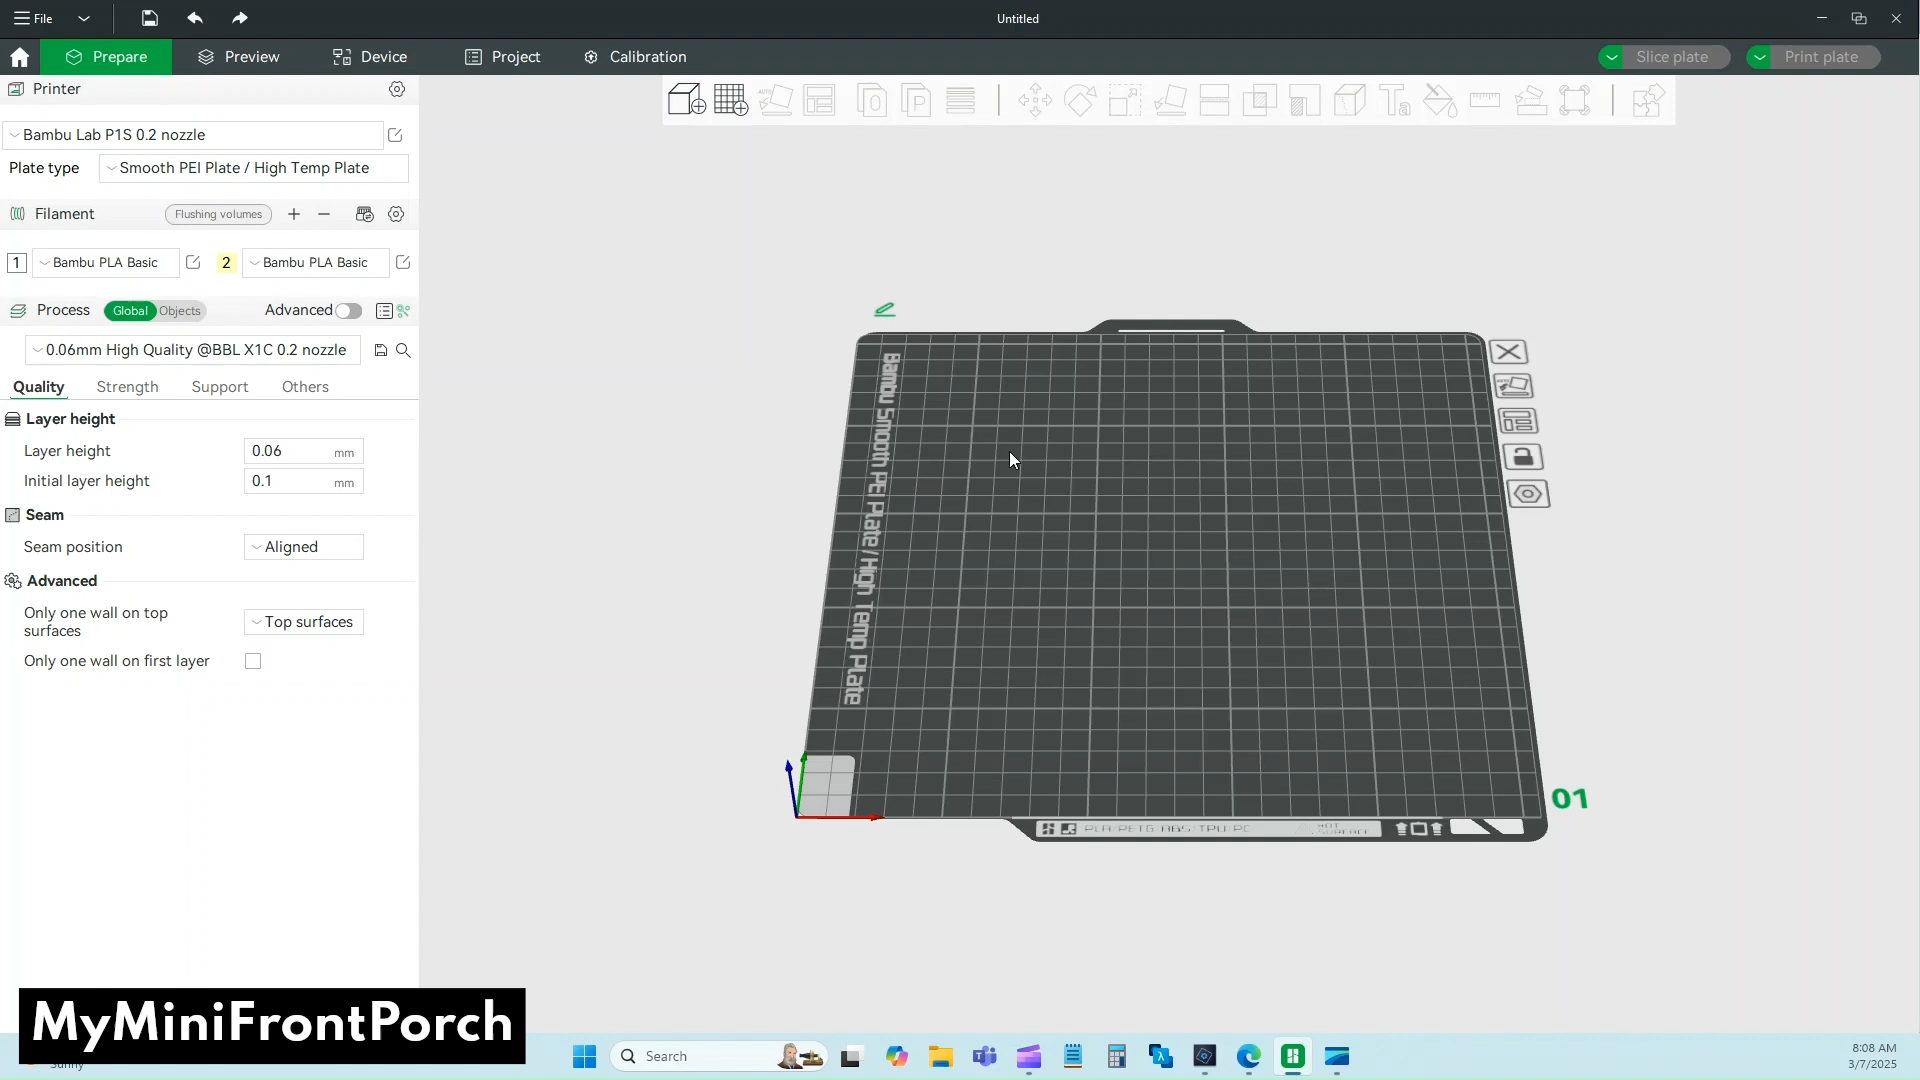 File
Untitled
Prepare
Preview
Device
Project
Calibration
Slice plate
Print plate
Printer
Bambu Lab P1S 0.2 nozzle
Plate type
Smooth PEI Plate / High Temp Plate
Filament
Flushing volumes
1
Bambu PLA Basic
2
Bambu PLA Basic
Process
Global
Objects
Advanced
0.06mm High Quality @BBL X1C 0.2 nozzle
Quality
Strength
Support
Others
Layer height
Layer height
0.06
mm
Initial layer height
0.1
mm
Seam
Seam position
Aligned
Advanced
Only one wall on top
surfaces
Top surfaces
Only one wall on first layer
Bambu Smooth PEI Plate/High Temp Plate
01
PLA/PETG/ABS/TPU/PC
HOT
SURFACE
MyMiniFrontPorch
Sunny
Search
8:08 AM
3/7/2025